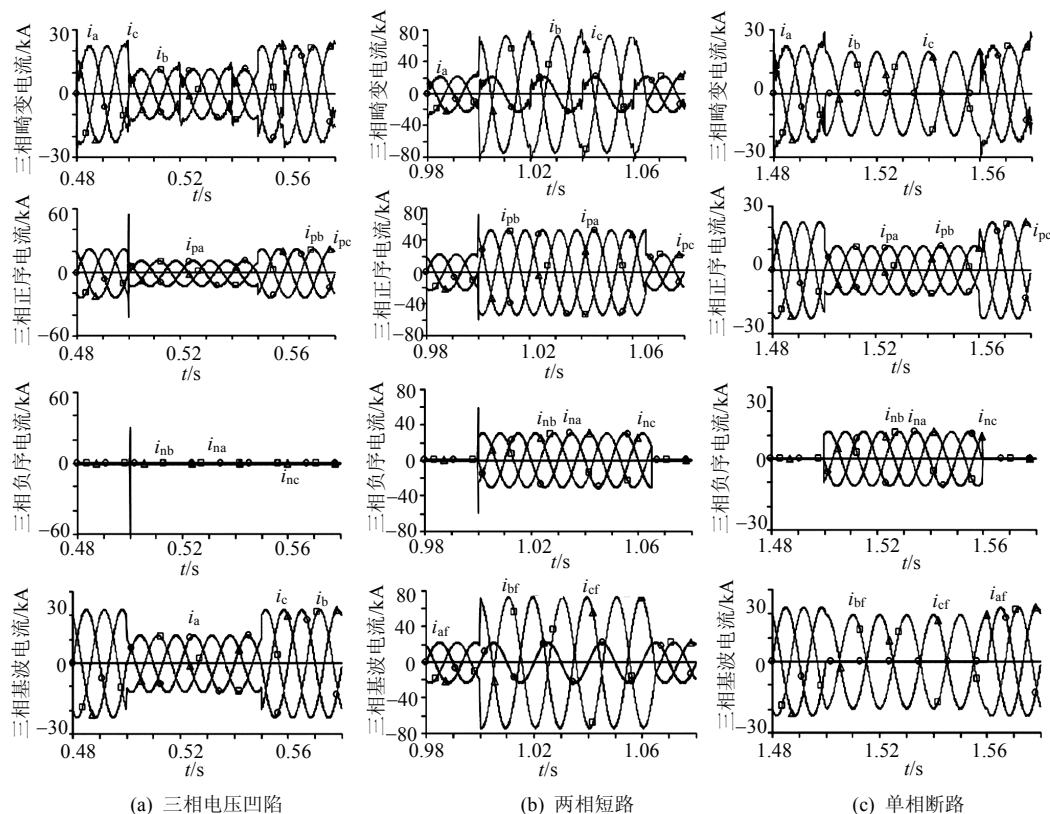 三相畸变电流/kA
30
0
−30
i_a
i_c
i_b
0.48
0.52
0.56
t/s
三相畸变电流/kA
80
40
0
−40
−80
i_a
i_b
i_c
0.98
1.02
1.06
t/s
三相畸变电流/kA
30
0
−30
i_a
i_b
i_c
1.48
1.52
1.56
t/s
三相正序电流/kA
60
0
−60
i_pa
i_pb
i_pc
0.48
0.52
0.56
t/s
三相正序电流/kA
80
40
0
−40
−80
i_pb
i_pa
i_pc
0.98
1.02
1.06
t/s
三相正序电流/kA
30
0
−30
i_pa
i_pb
i_pc
1.48
1.52
1.56
t/s
三相负序电流/kA
60
0
−60
i_nb
i_na
i_nc
0.48
0.52
0.56
t/s
三相负序电流/kA
80
40
0
−40
−80
i_nb
i_na
i_nc
0.98
1.02
1.06
t/s
三相负序电流/kA
30
0
−30
i_nb
i_na
i_nc
1.48
1.52
1.56
t/s
三相基波电流/kA
30
0
−30
i_a
i_c
i_b
0.48
0.52
0.56
t/s
三相基波电流/kA
80
40
0
−40
−80
i_af
i_bf
i_cf
0.98
1.02
1.06
t/s
三相基波电流/kA
30
0
−30
i_bf
i_cf
i_af
1.48
1.52
1.56
t/s
(a) 三相电压凹陷
(b) 两相短路
(c) 单相断路